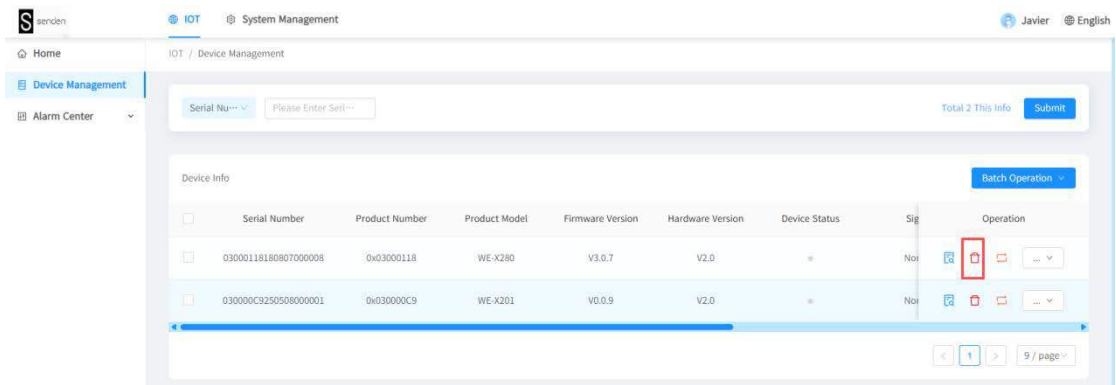 S senden
IOT
System Management
Javier
English
Home
Device Management
Alarm Center
IOT / Device Management
Serial Nu···
Please Enter Seri···
Total 2 This Info
Submit
Device Info
Batch Operation
Serial Number Product Number Product Model Firmware Version Hardware Version Device Status Sig Operation
03000118180807000008 0x03000118 WE-X280 V3.0.7 V2.0 Noi ...
030000C9250508000001 0x030000C9 WE-X201 V0.0.9 V2.0 Noi ...
< 1 > 9 / page